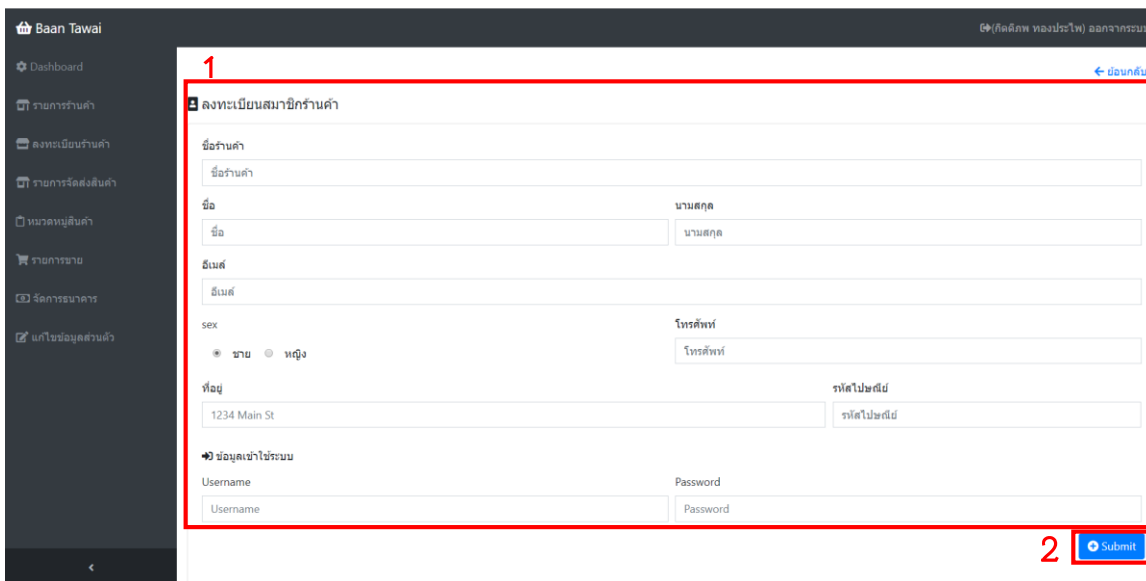 Baan Tawai
(กิตติภพ ทองประไพ) ออกจากระบบ
Dashboard
รายการร้านค้า
ลงทะเบียนร้านค้า
รายการจัดส่งสินค้า
หมวดหมู่สินค้า
รายการขาย
จัดการธนาคาร
แก้ไขข้อมูลส่วนตัว
1
ย้อนกลับ
ลงทะเบียนสมาชิกร้านค้า
ชื่อร้านค้า
ชื่อร้านค้า
ชื่อ นามสกุล
ชื่อ นามสกุล
อีเมล์
อีเมล์
sex โทรศัพท์
ชาย หญิง โทรศัพท์
ที่อยู่ รหัสไปษณีย์
1234 Main St รหัสไปษณีย์
ข้อมูลเข้าใช้ระบบ
Username Password
Username Password
2 Submit